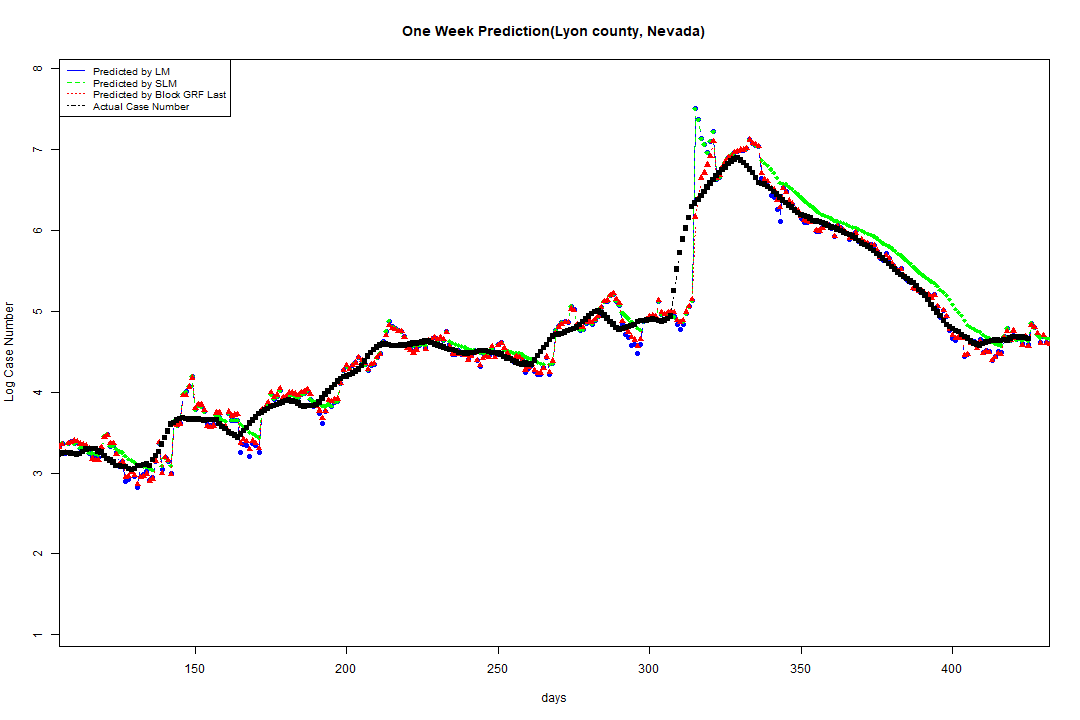 One Week Prediction(Lyon county, Nevada)
Predicted by LM
Predicted by SLM
Predicted by Block GRF Last
Actual Case Number
8
7
6
5
4
3
2
1
Log Case Number
150 200 250 300 350 400
days